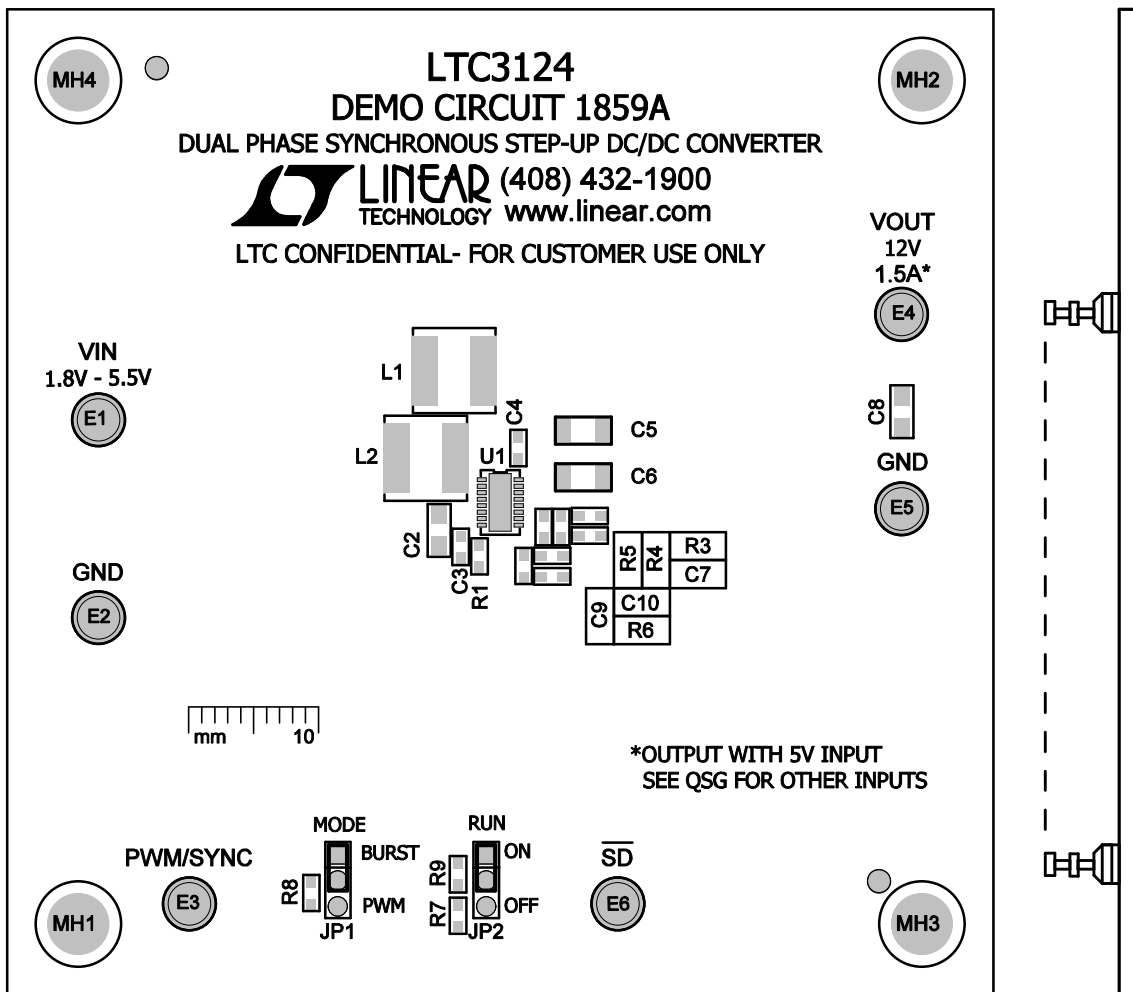 LTC3124
DEMO CIRCUIT 1859A
DUAL PHASE SYNCHRONOUS STEP-UP DC/DC CONVERTER
LINEAR (408) 432-1900
TECHNOLOGY www.linear.com
LTC CONFIDENTIAL- FOR CUSTOMER USE ONLY
MH4
MH2
VOUT
12V
1.5A*
E4
VIN
1.8V - 5.5V
E1
L1
L2
C4
U1
C5
C6
C8
GND
E5
C2
C3
R1
R5
R4
R3
C7
C9
C10
R6
GND
E2
mm 10
*OUTPUT WITH 5V INPUT
SEE QSG FOR OTHER INPUTS
MODE
BURST
PWM
R8
JP1
RUN
ON
OFF
R9
R7
JP2
PWM/SYNC
E3
SD
E6
MH1
MH3